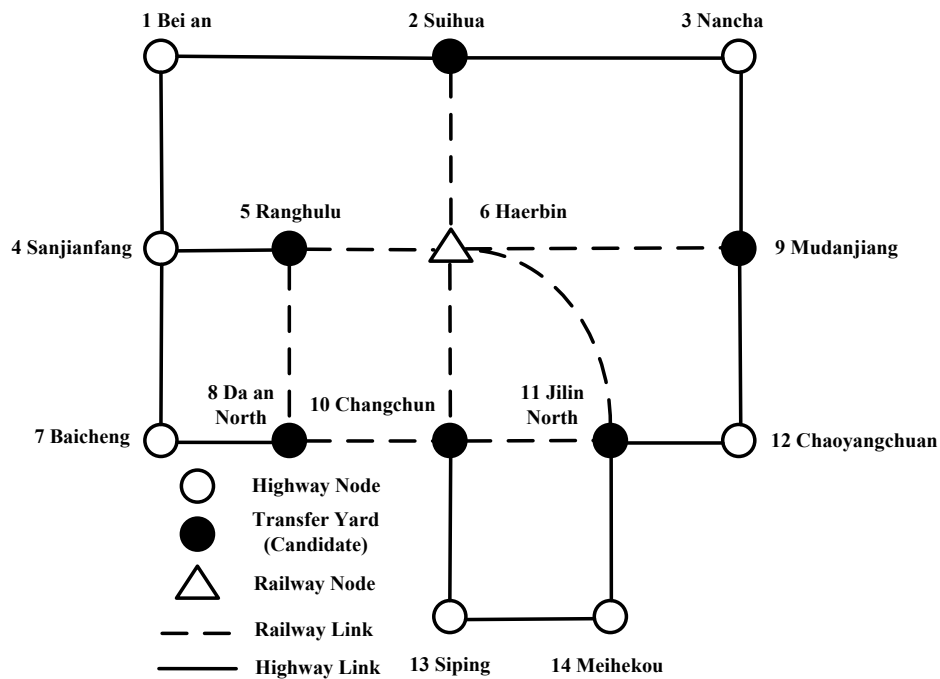 1 Bei an
2 Suihua
3 Nancha
5 Ranghulu
6 Haerbin
4 Sanjianfang
9 Mudanjiang
8 Da an
North
10 Changchun
11 Jilin
North
7 Baicheng
12 Chaoyangchuan
Highway Node
Transfer Yard
(Candidate)
Railway Node
Railway Link
Highway Link
13 Siping
14 Meihekou